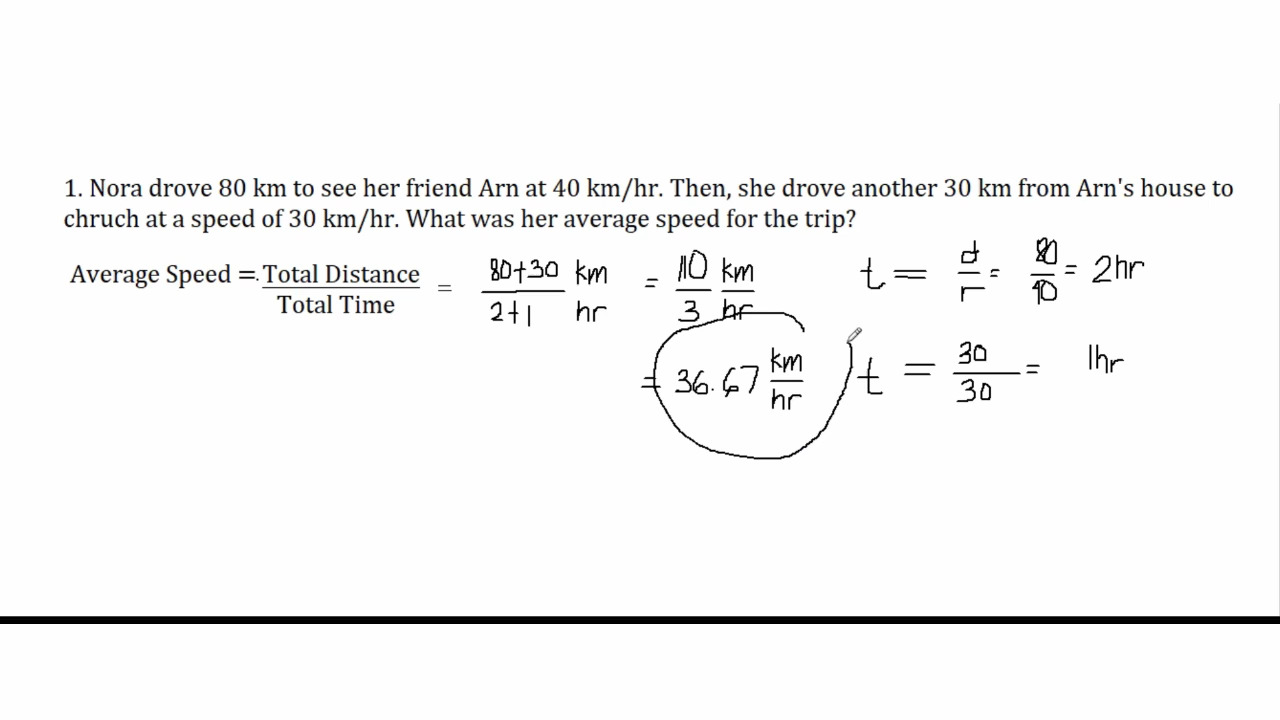 1. Nora drove 80 km to see her friend Arn at 40 km/hr. Then, she drove another 30 km from Arn's house to
chruch at a speed of 30 km/hr. What was her average speed for the trip?
Average Speed = Total Distance / Total Time = 80+30 km / 2+1 hr = 110 km / 3 hr
= 36.67 km / hr
t = d / r = 80 / 40 = 2hr
t = 30 / 30 = 1hr